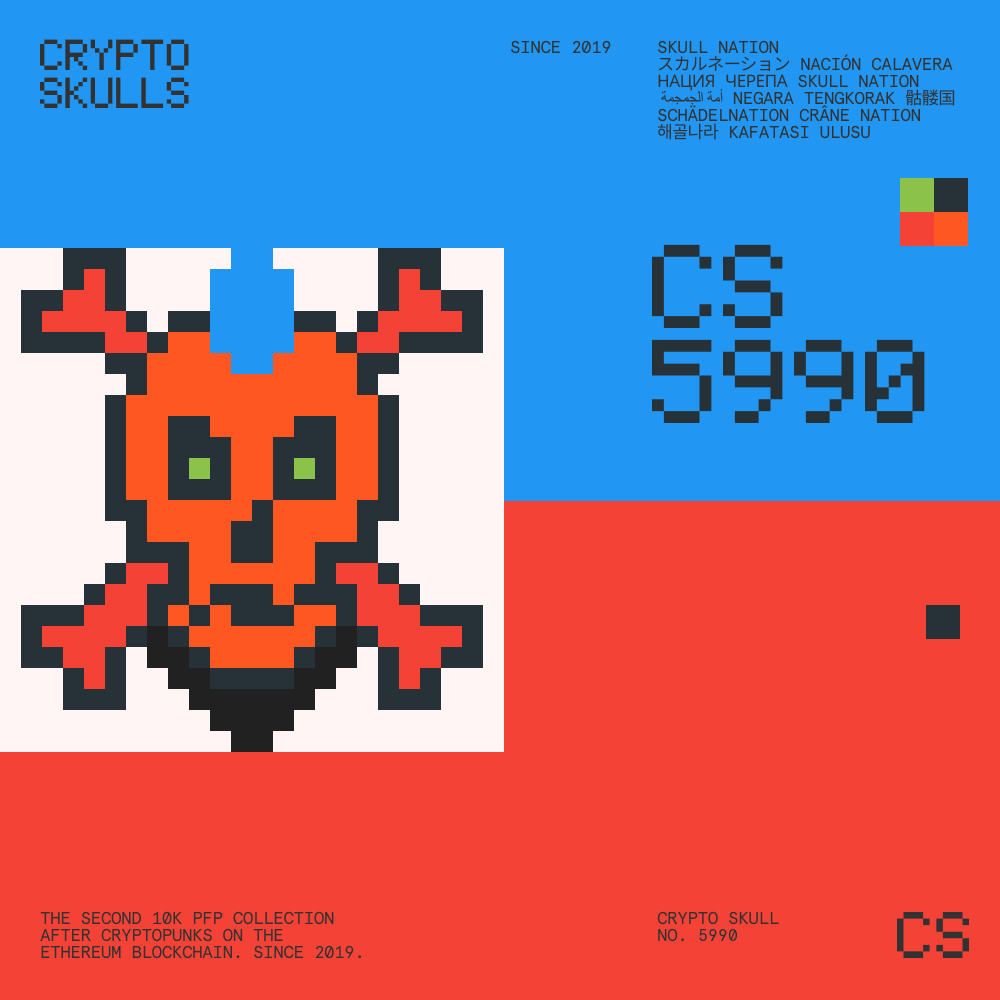 CRYPTO
SKULLS
SINCE 2019
SKULL NATION
スカルネーション NACIÓN CALAVERA
НАЦИЯ ЧЕРЕПА SKULL NATION
أمة الجمجمة NEGARA TENGKORAK 骷髅国
SCHÄDELNATION CRÂNE NATION
해골나라 KAFATASI ULUSU
CS
5990
THE SECOND 10K PFP COLLECTION
AFTER CRYPTOPUNKS ON THE
ETHEREUM BLOCKCHAIN. SINCE 2019.
CRYPTO SKULL
NO. 5990
CS